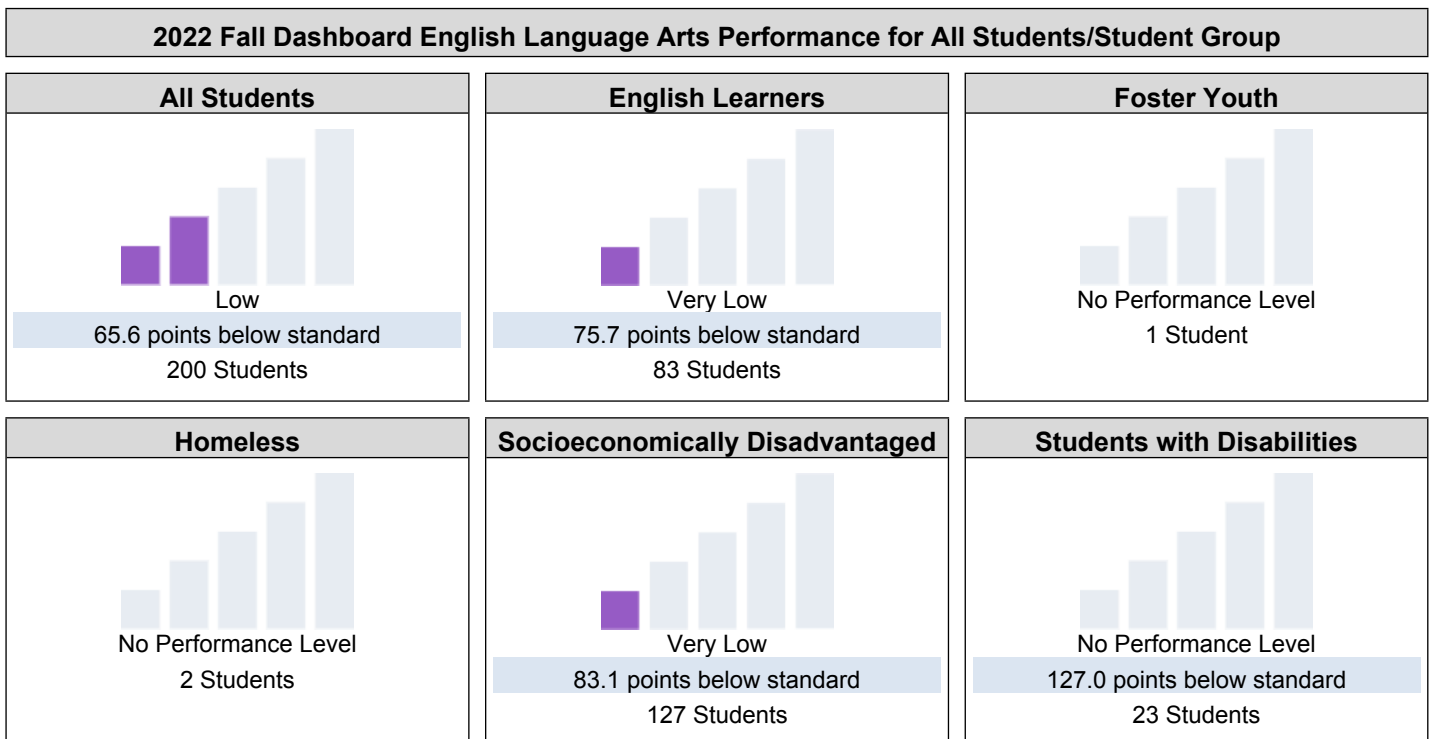 2022 Fall Dashboard English Language Arts Performance for All Students/Student Group
All Students
Low
65.6 points below standard
200 Students
English Learners
Very Low
75.7 points below standard
83 Students
Foster Youth
No Performance Level
1 Student
Homeless
No Performance Level
2 Students
Socioeconomically Disadvantaged
Very Low
83.1 points below standard
127 Students
Students with Disabilities
No Performance Level
127.0 points below standard
23 Students